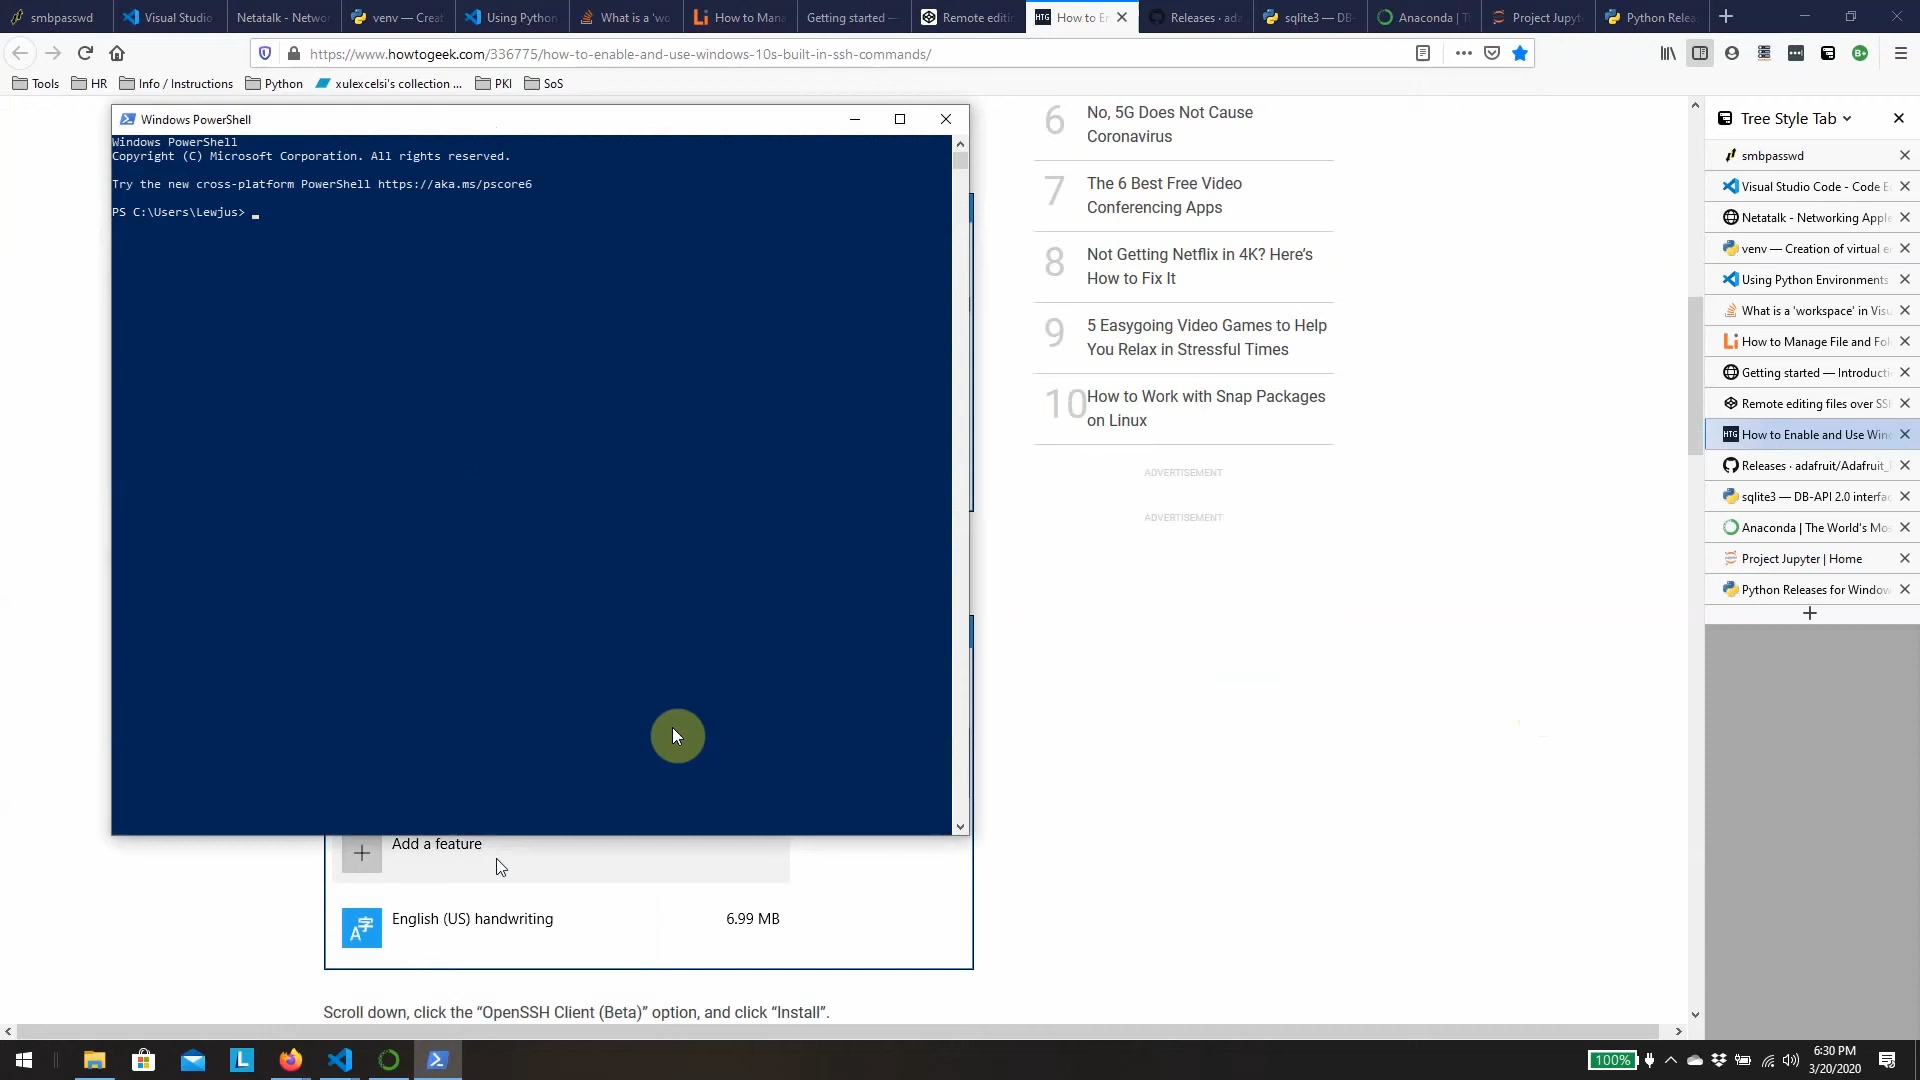 smbpasswd
Visual Studio
Netatalk - Netwo
venv — Creat
Using Python
What is a 'wo
How to Mana
Getting started —
Remote editi
How to E
Releases · ada
sqlite3 — DB-
Anaconda | T
Project Jupyt
Python Relea
https://www.howtogeek.com/336775/how-to-enable-and-use-windows-10s-built-in-ssh-commands/
Tools
HR
Info / Instructions
Python
xulexcelsi's collection ...
PKI
SoS
Windows PowerShell
Windows PowerShell
Copyright (C) Microsoft Corporation. All rights reserved.
Try the new cross-platform PowerShell https://aka.ms/pscore6
PS C:\Users\Lewjus>
6
No, 5G Does Not Cause
Coronavirus
7
The 6 Best Free Video
Conferencing Apps
8
Not Getting Netflix in 4K? Here’s
How to Fix It
9
5 Easygoing Video Games to Help
You Relax in Stressful Times
10
How to Work with Snap Packages
on Linux
ADVERTISEMENT
ADVERTISEMENT
Add a feature
English (US) handwriting
6.99 MB
Scroll down, click the “OpenSSH Client (Beta)” option, and click “Install”.
Tree Style Tab
smbpasswd
Visual Studio Code - Code E
Netatalk - Networking Apple
venv — Creation of virtual e
Using Python Environments
What is a 'workspace' in Visu
How to Manage File and Fol
Getting started — Introducti
Remote editing files over SS
HTG How to Enable and Use Win
Releases · adafruit/Adafruit_
sqlite3 — DB-API 2.0 interfac
Anaconda | The World's Mos
Project Jupyter | Home
Python Releases for Window
100%
6:30 PM
3/20/2020